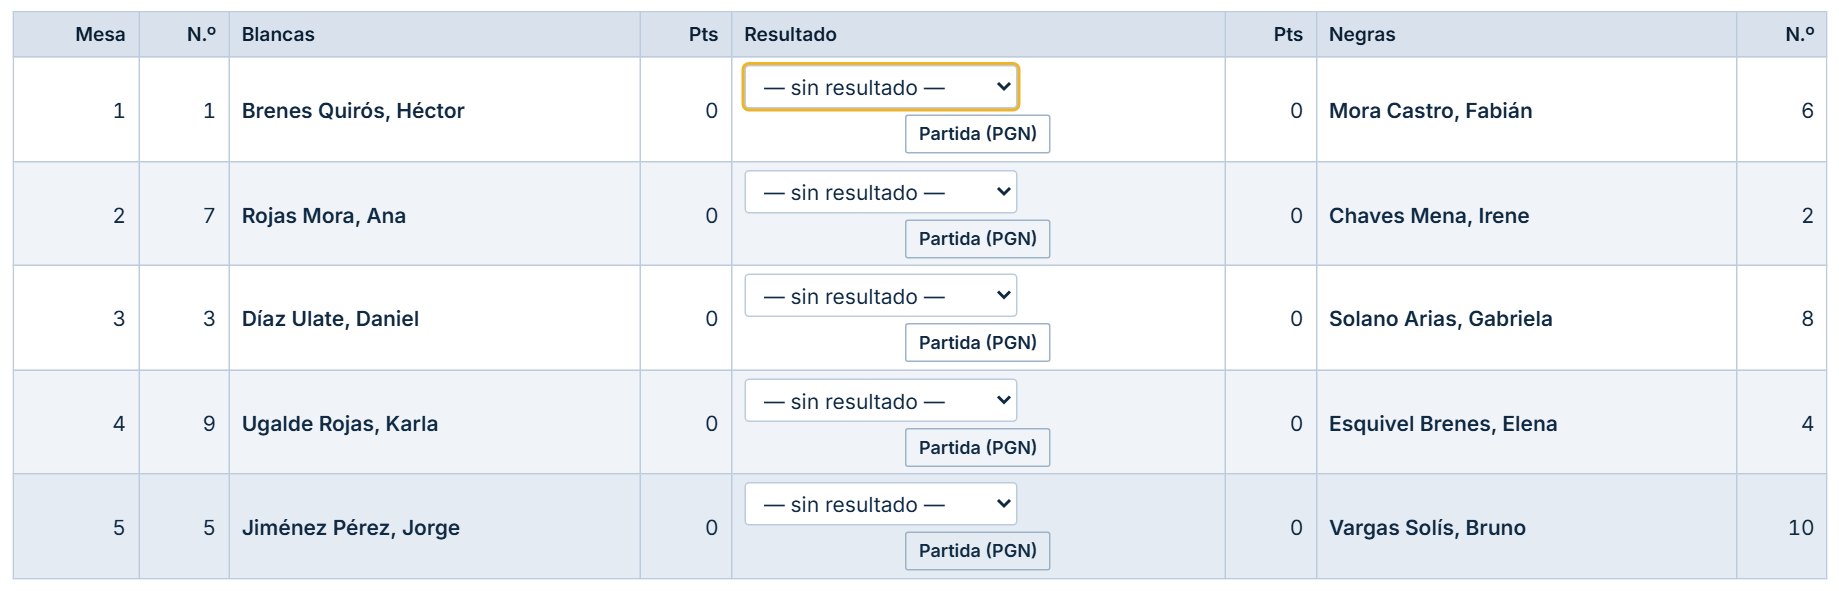 Mesa N.º Blancas Pts Resultado Pts Negras N.º
1 1 Brenes Quirós, Héctor 0 — sin resultado — 0 Mora Castro, Fabián 6
Partida (PGN)
2 7 Rojas Mora, Ana 0 — sin resultado — 0 Chaves Mena, Irene 2
Partida (PGN)
3 3 Díaz Ulate, Daniel 0 — sin resultado — 0 Solano Arias, Gabriela 8
Partida (PGN)
4 9 Ugalde Rojas, Karla 0 — sin resultado — 0 Esquivel Brenes, Elena 4
Partida (PGN)
5 5 Jiménez Pérez, Jorge 0 — sin resultado — 0 Vargas Solís, Bruno 10
Partida (PGN)